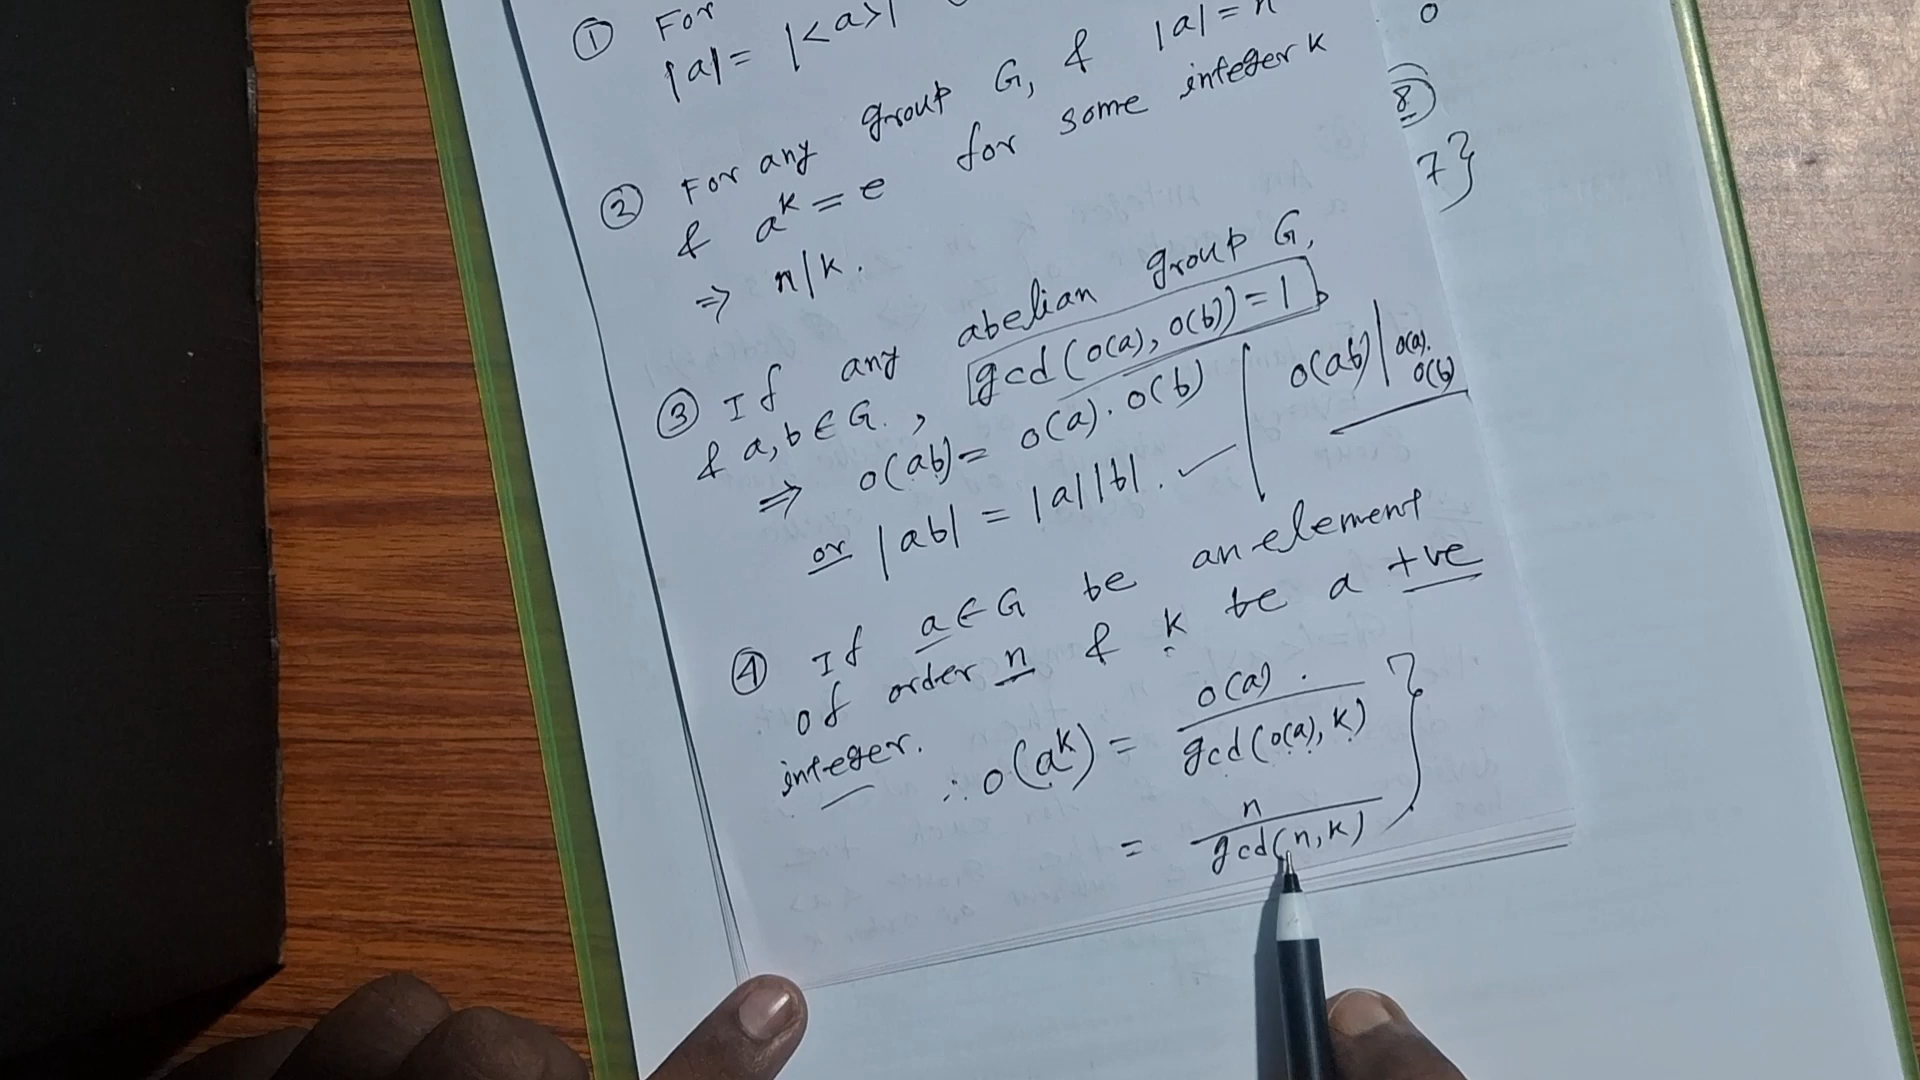 ① For
|a| = |<a>|
② For any group G, & |a| = n
& a^k = e for some integer k
⇒ n/k.
③ If any abelian group G,
& a, b ∈ G., gcd(o(a), o(b)) = 1
⇒ o(ab) = o(a).o(b)
or |ab| = |a||b|. ✓
o(ab) | o(a).
o(b)
④ If a ∈ G be an element
of order n & k be a +ve
integer.
∴ o(a^k) = o(a). / gcd(o(a), k)
= n / gcd(n, k)
8
7}